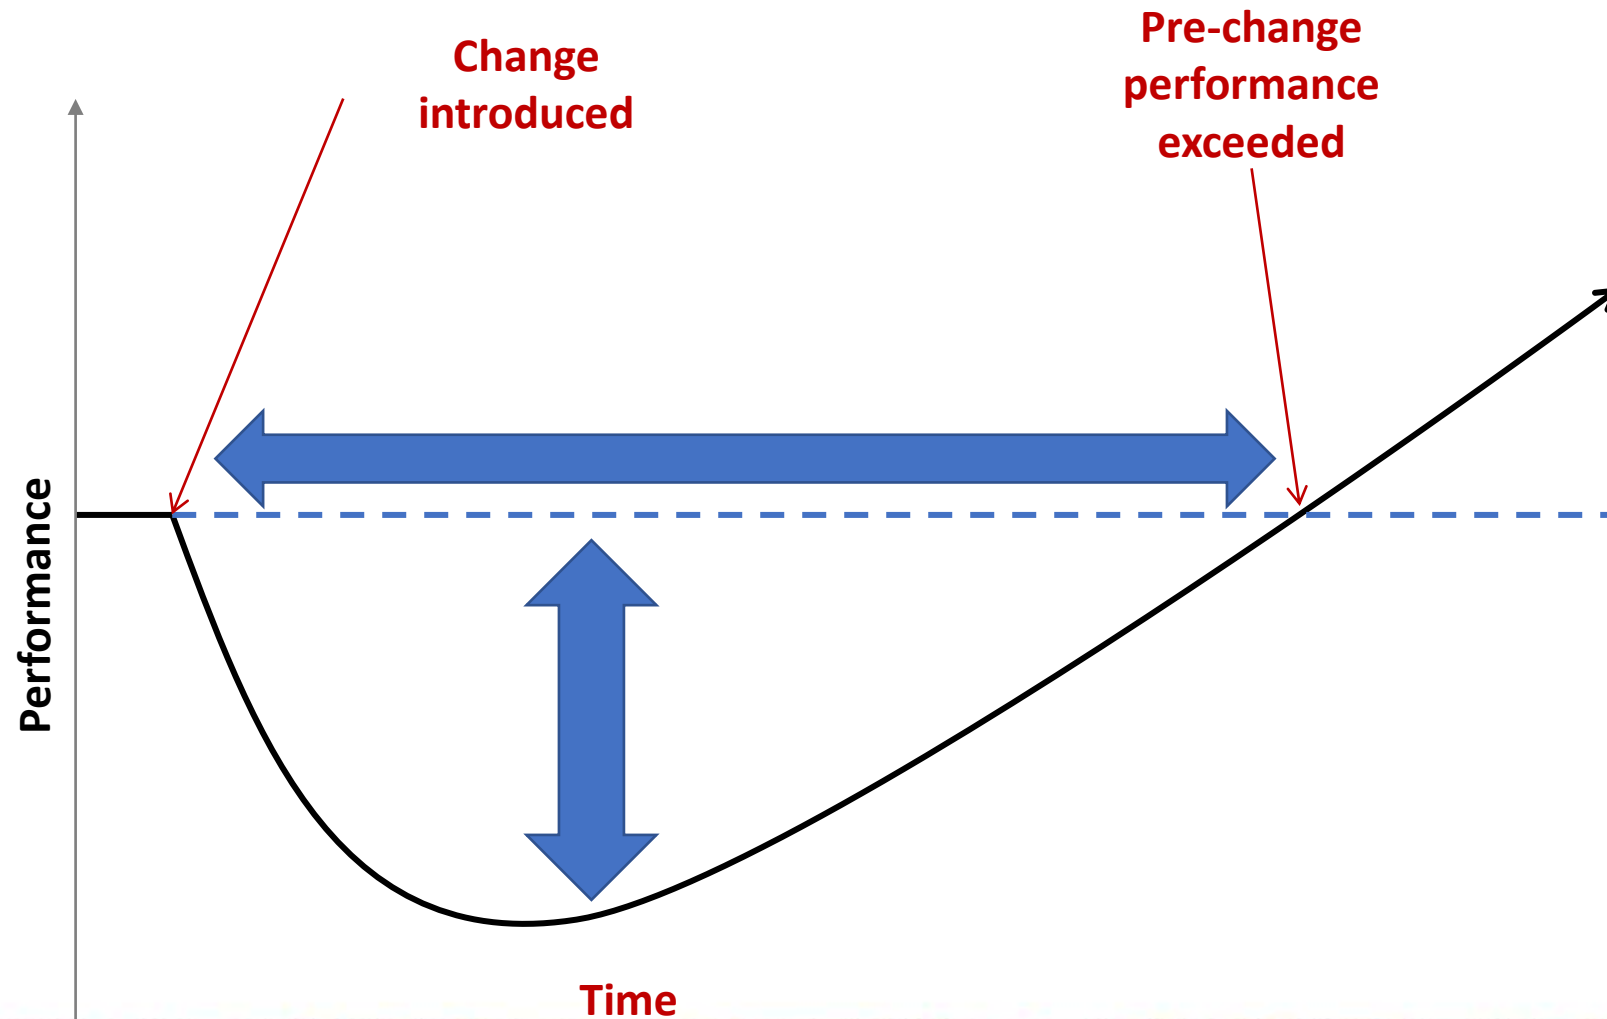 Change
introduced
Pre-change
performance
exceeded
Performance
Time